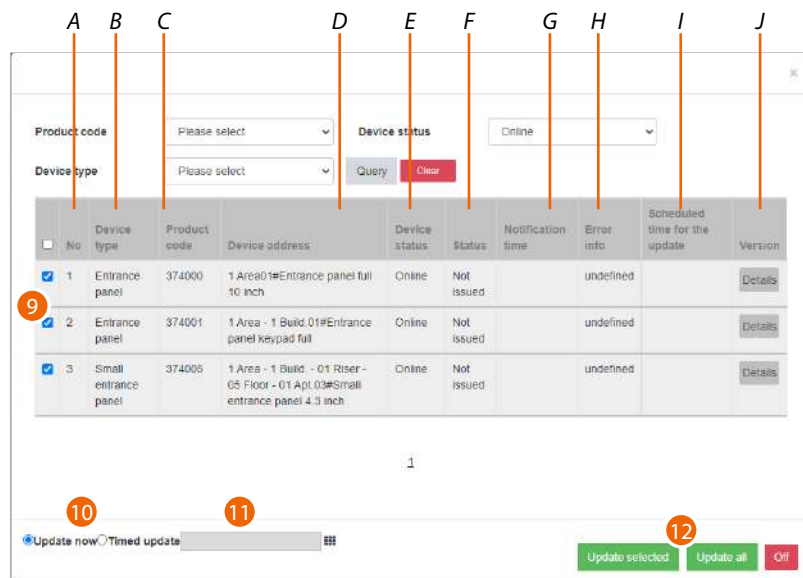 A B C D E F G H I J
×
Product code Please select Device status Online
Device type Please select Query Clear
Scheduled
Device Product Device Notification Error time for the
No type code Device address status Status time info update Version
1 Entrance 374000 1 Area01#Entrance panel full Online Not undefined Details
panel 10 inch issued
9
2 Entrance 374001 1 Area - 1 Build.01#Entrance Online Not undefined Details
panel panel keypad full issued
3 Small 374005 1 Area - 1 Build. - 01 Riser - Online Not undefined Details
entrance 05 Floor - 01 Apt.03#Small issued
panel entrance panel 4.3 inch
1
10 11
Update now Timed update
12
Update selected Update all Off